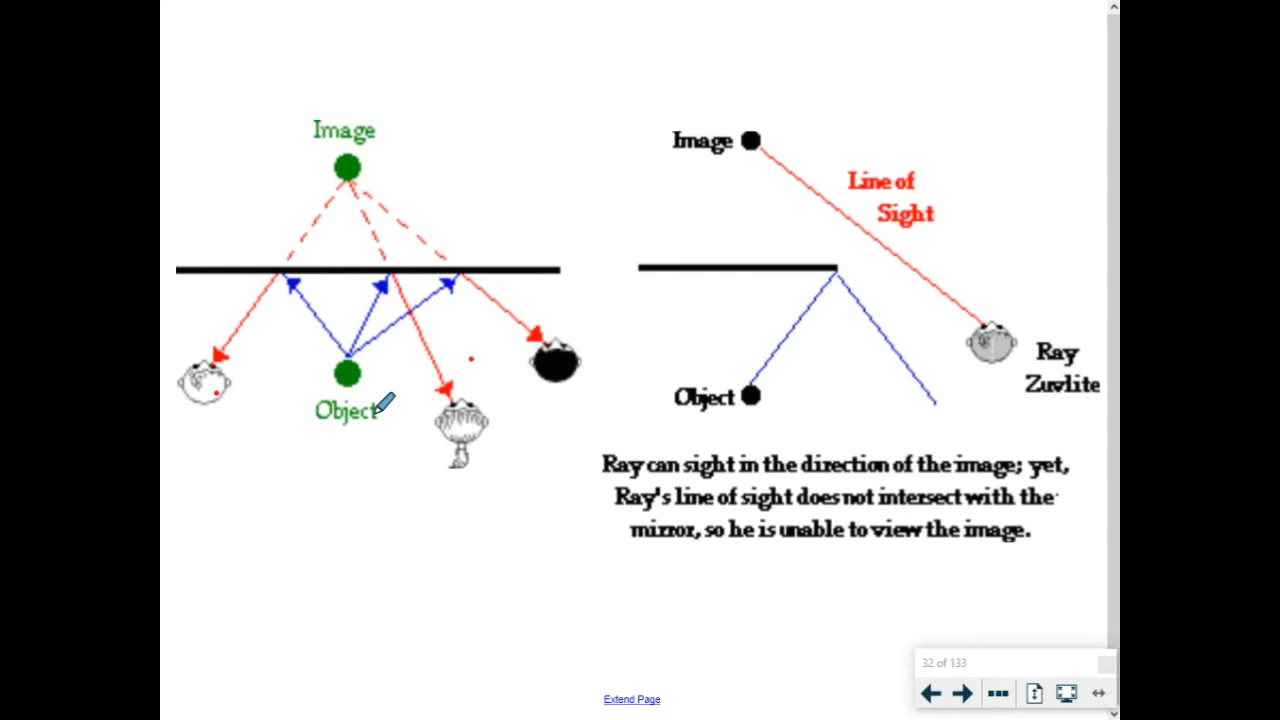 Image
Object
Image
Line of
Sight
Object
Ray
Zuvlite
Ray can sight in the direction of the image; yet,
Ray's line of sight does not intersect with the
mirror, so he is unable to view the image.
32 of 133
Extend Page